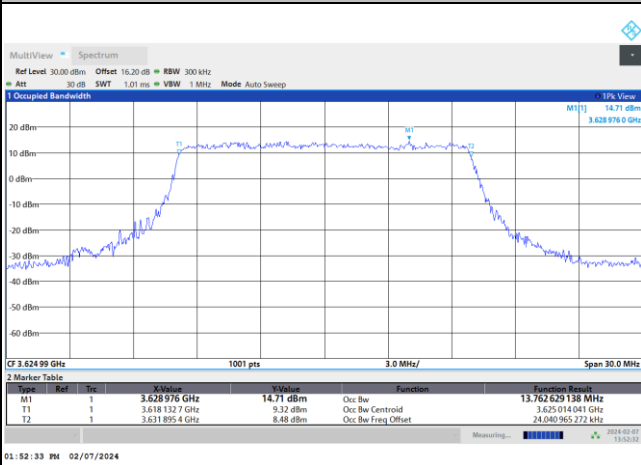 MultiView Spectrum
Ref Level 30.00 dBm Offset 16.20 dB RBW 300 kHz
Att 30 dB SWT 1.01 ms VBW 1 MHz Mode Auto Sweep
1 Occupied Bandwidth 1Pk View
M1[1] 14.71 dBm
3.628 976 0 GHz
20 dBm
M1
T1
T2
10 dBm
0 dBm
-10 dBm
-20 dBm
-30 dBm
-40 dBm
-50 dBm
-60 dBm
CF 3.624 99 GHz 1001 pts 3.0 MHz/ Span 30.0 MHz
2 Marker Table
Type Ref Trc X-Value Y-Value Function Function Result
M1 1 3.628 976 GHz 14.71 dBm Occ Bw 13.762 629 138 MHz
T1 1 3.618 132 7 GHz 9.32 dBm Occ Bw Centroid 3.625 014 041 GHz
T2 1 3.631 895 4 GHz 8.48 dBm Occ Bw Freq Offset 24.040 965 272 kHz
Measuring... 2024-02-07
13:52:32
01:52:33 PM 02/07/2024